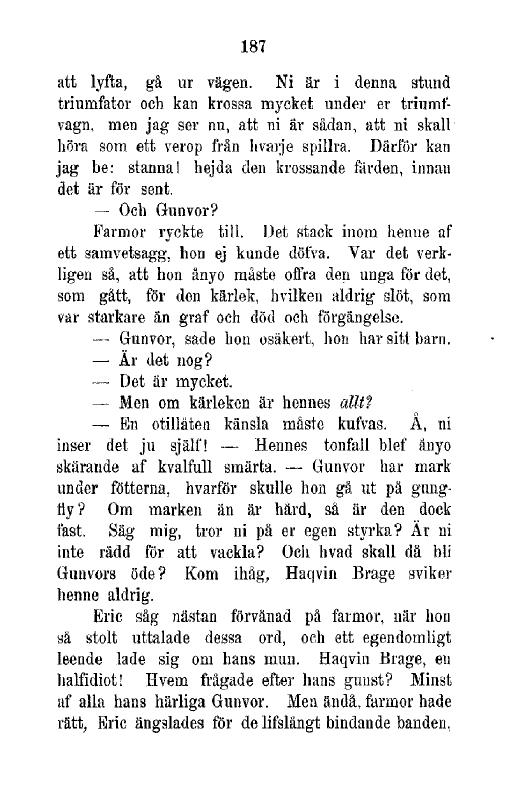 187
att lyfta, gå ur vägen. Ni är i denna stund
triumfator och kan krossa mycket under er triumf-
vagn, men jag ser nu, att ni är sådan, att ni skall
höra som ett verop från hvarje spillra. Därför kan
jag be: stanna! hejda den krossande färden, innan
det är för sent.
— Och Gunvor?
Farmor ryckte till. Det stack inom henne af
ett samvetsagg, hon ej kunde döfva. Var det verk-
ligen så, att hon ånyo måste offra den unga för det,
som gått, för den kärlek, hvilken aldrig slöt, som
var starkare än graf och död och förgängelse.
— Gunvor, sade hon osäkert, hon har sitt barn.
— Är det nog?
— Det är mycket.
— Men om kärleken är hennes allt?
— En otillåten känsla måste kufvas. Å, ni
inser det ju själf! — Hennes tonfall blef ånyo
skärande af kvalfull smärta. — Gunvor har mark
under fötterna, hvarför skulle hon gå ut på gung-
fly? Om marken än är hård, så är den dock
fast. Säg mig, tror ni på er egen styrka? Är ni
inte rädd för att vackla? Och hvad skall då bli
Gunvors öde? Kom ihåg, Haqvin Brage sviker
henne aldrig.
Eric såg nästan förvånad på farmor, när hon
så stolt uttalade dessa ord, och ett egendomligt
leende lade sig om hans mun. Haqvin Brage, en
halfidiot! Hvem frågade efter hans gunst? Minst
af alla hans härliga Gunvor. Men ändå, farmor hade
rätt, Eric ängslades för de lifslångt bindande banden,